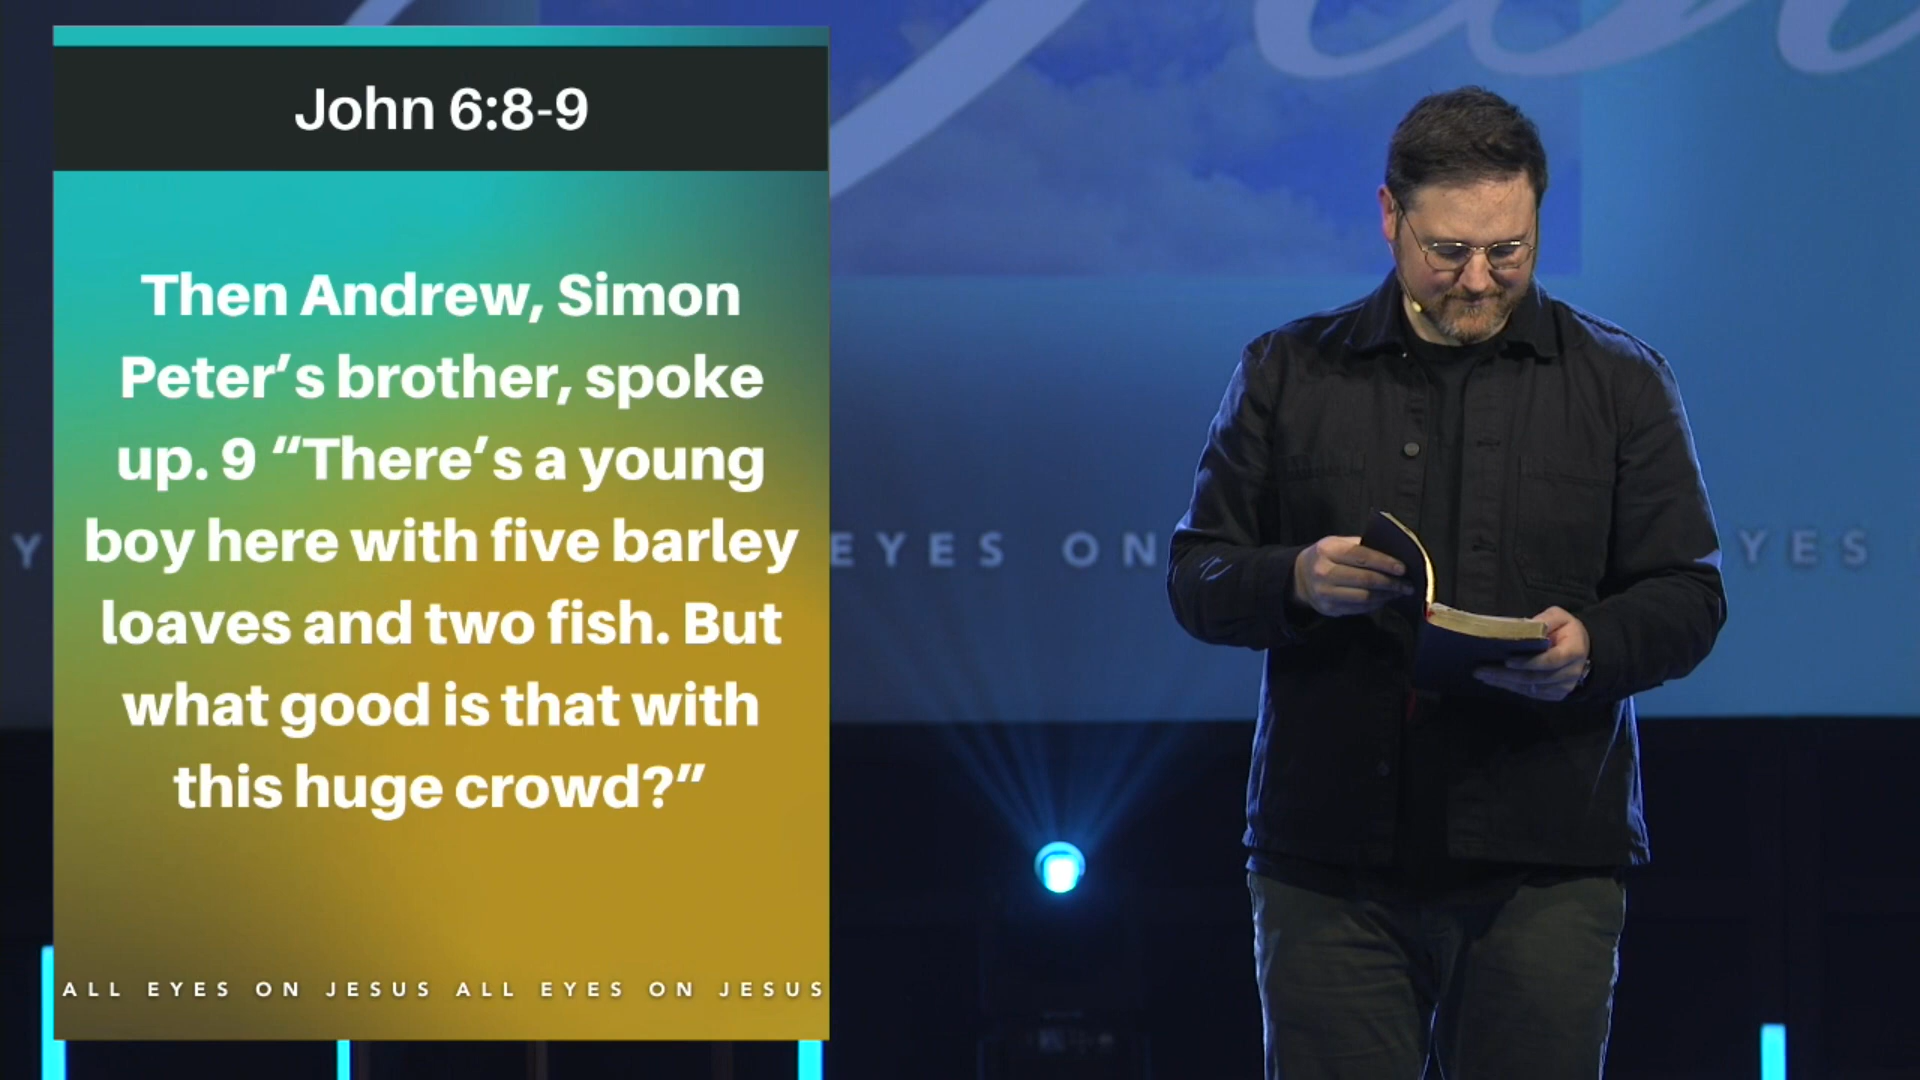 John 6:8-9
Then Andrew, Simon
Peter’s brother, spoke
up. 9 “There’s a young
boy here with five barley
loaves and two fish. But
what good is that with
this huge crowd?”
ALL EYES ON JESUS ALL EYES ON JESUS
EYES ON
YES